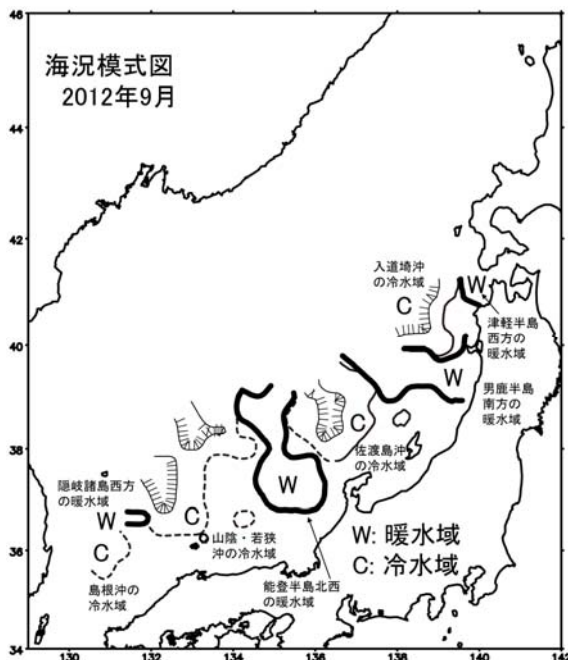 海況模式図
2012年9月
46
44
42
40
38
36
34
130
132
134
136
138
140
142
入道埼沖
の冷水域
C
W
津軽半島
西方の
暖水域
W
男鹿半島
南方の
暖水域
C
佐渡島沖
の冷水域
隠岐諸島西方
の暖水域
W
C
W
C
島根沖の
冷水域
山陰・若狭
沖の冷水域
能登半島北西
の暖水域
W: 暖水域
C: 冷水域